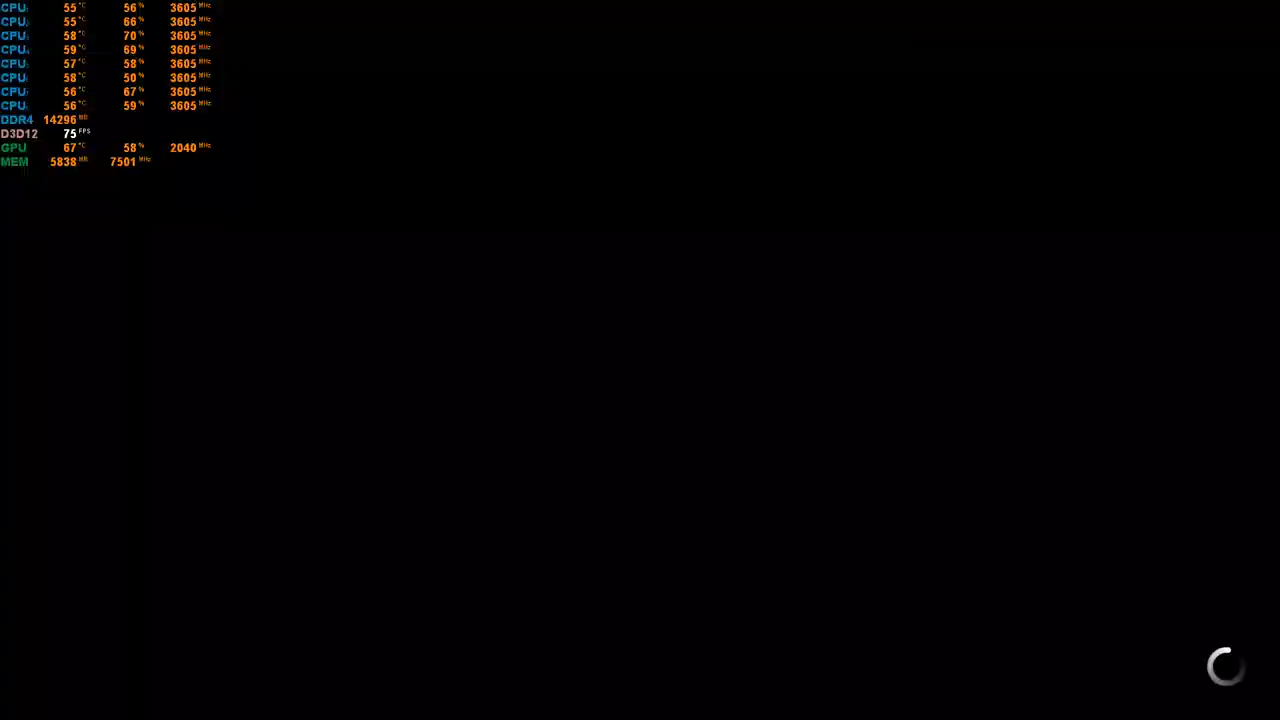 CPU 55 °C 56 % 3605 MHz
CPU 55 °C 66 % 3605 MHz
CPU 58 °C 70 % 3605 MHz
CPU 59 °C 69 % 3605 MHz
CPU 57 °C 58 % 3605 MHz
CPU 58 °C 50 % 3605 MHz
CPU 56 °C 67 % 3605 MHz
CPU 56 °C 59 % 3605 MHz
DDR4 14296 MB
D3D12 75 FPS
GPU 67 °C 58 % 2040 MHz
MEM 5838 MB 7501 MHz